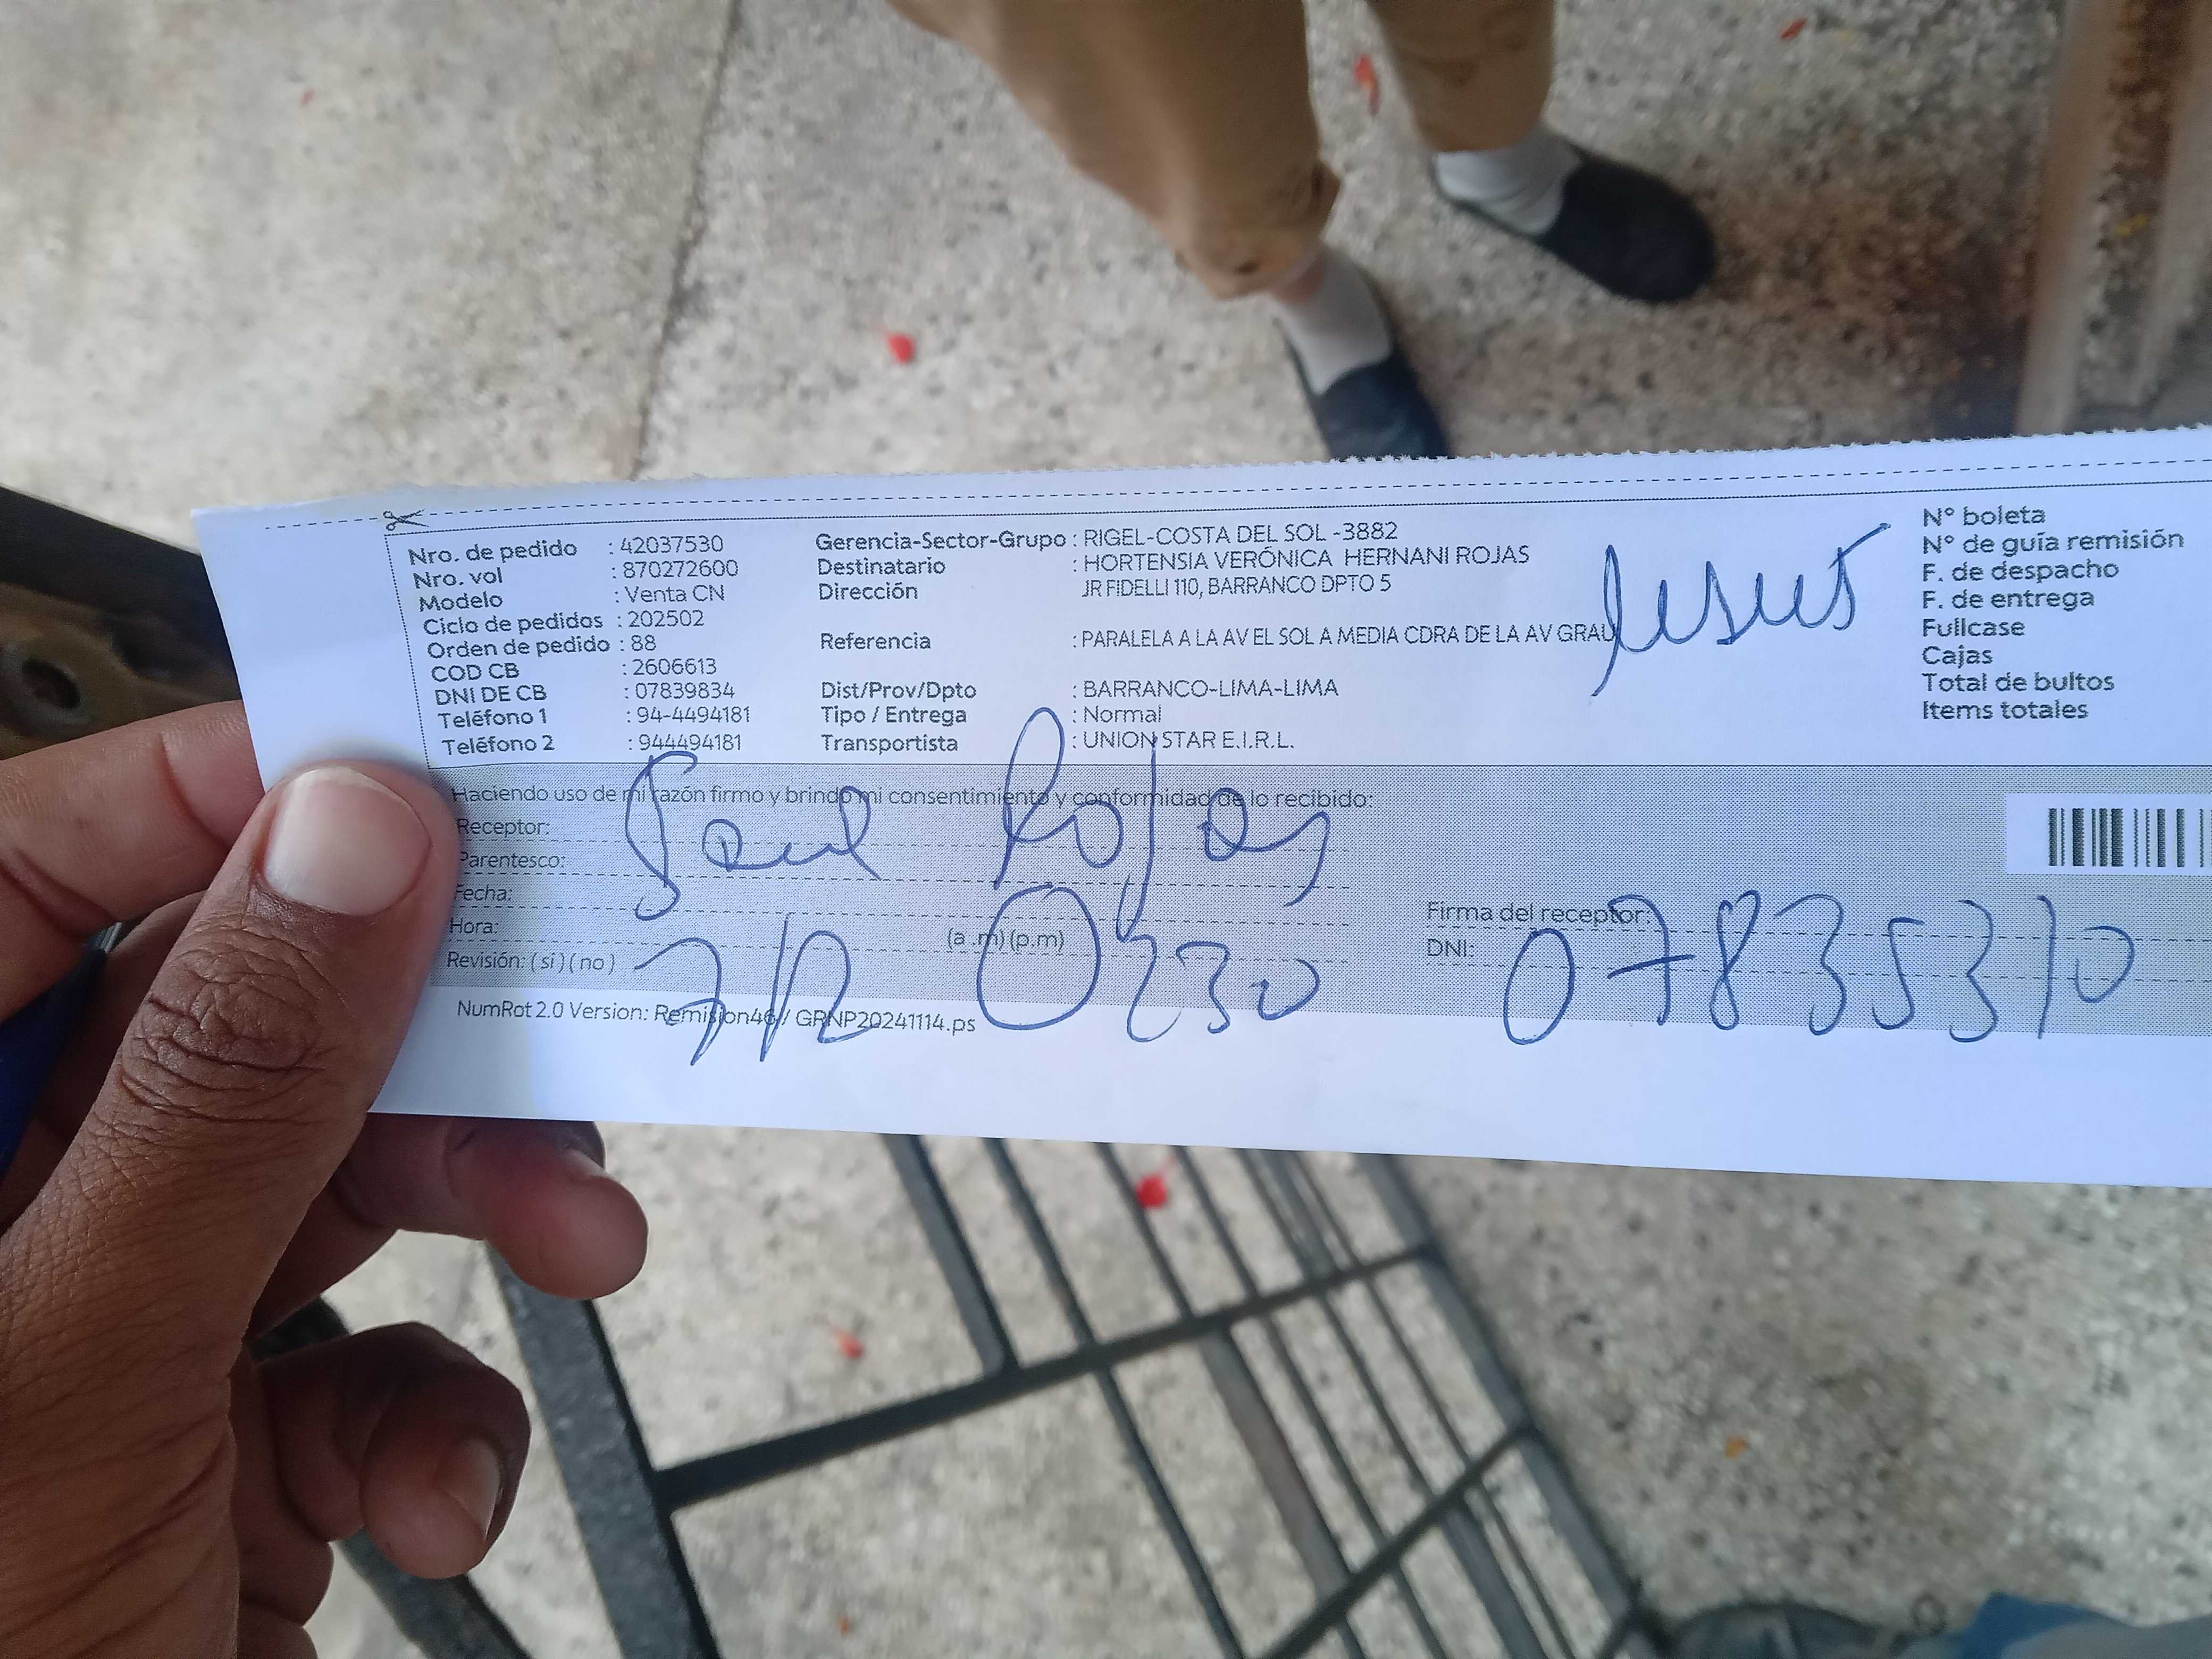 Nro. de pedido : 42037530
Nro. vol : 870272600
Modelo : Venta CN
Ciclo de pedidos : 202502
Orden de pedido : 88
COD CB : 2606613
DNI DE CB : 07839834
Teléfono 1 : 94-4494181
Teléfono 2 : 944494181
Gerencia-Sector-Grupo : RIGEL-COSTA DEL SOL -3882
Destinatario : HORTENSIA VERÓNICA HERNANI ROJAS
Dirección JR FIDELLI 110, BARRANCO DPTO 5
Referencia : PARALELA A LA AV EL SOL A MEDIA CDRA DE LA AV GRAU
Dist/Prov/Dpto : BARRANCO-LIMA-LIMA
Tipo / Entrega : Normal
Transportista : UNION STAR E.I.R.L.
Jesus
N° boleta
N° de guía remisión
F. de despacho
F. de entrega
Fullcase
Cajas
Total de bultos
Items totales
Haciendo uso de mi razón firmo y brindo mi consentimiento y conformidad de lo recibido:
Receptor:
Rojas
Parentesco:
Fecha:
Hora: (a .m) (p.m)
Revisión: ( si ) ( no )
Firma del receptor:
DNI: 07835310
NumRot 2.0 Version: Remision46 / GRNP20241114.ps